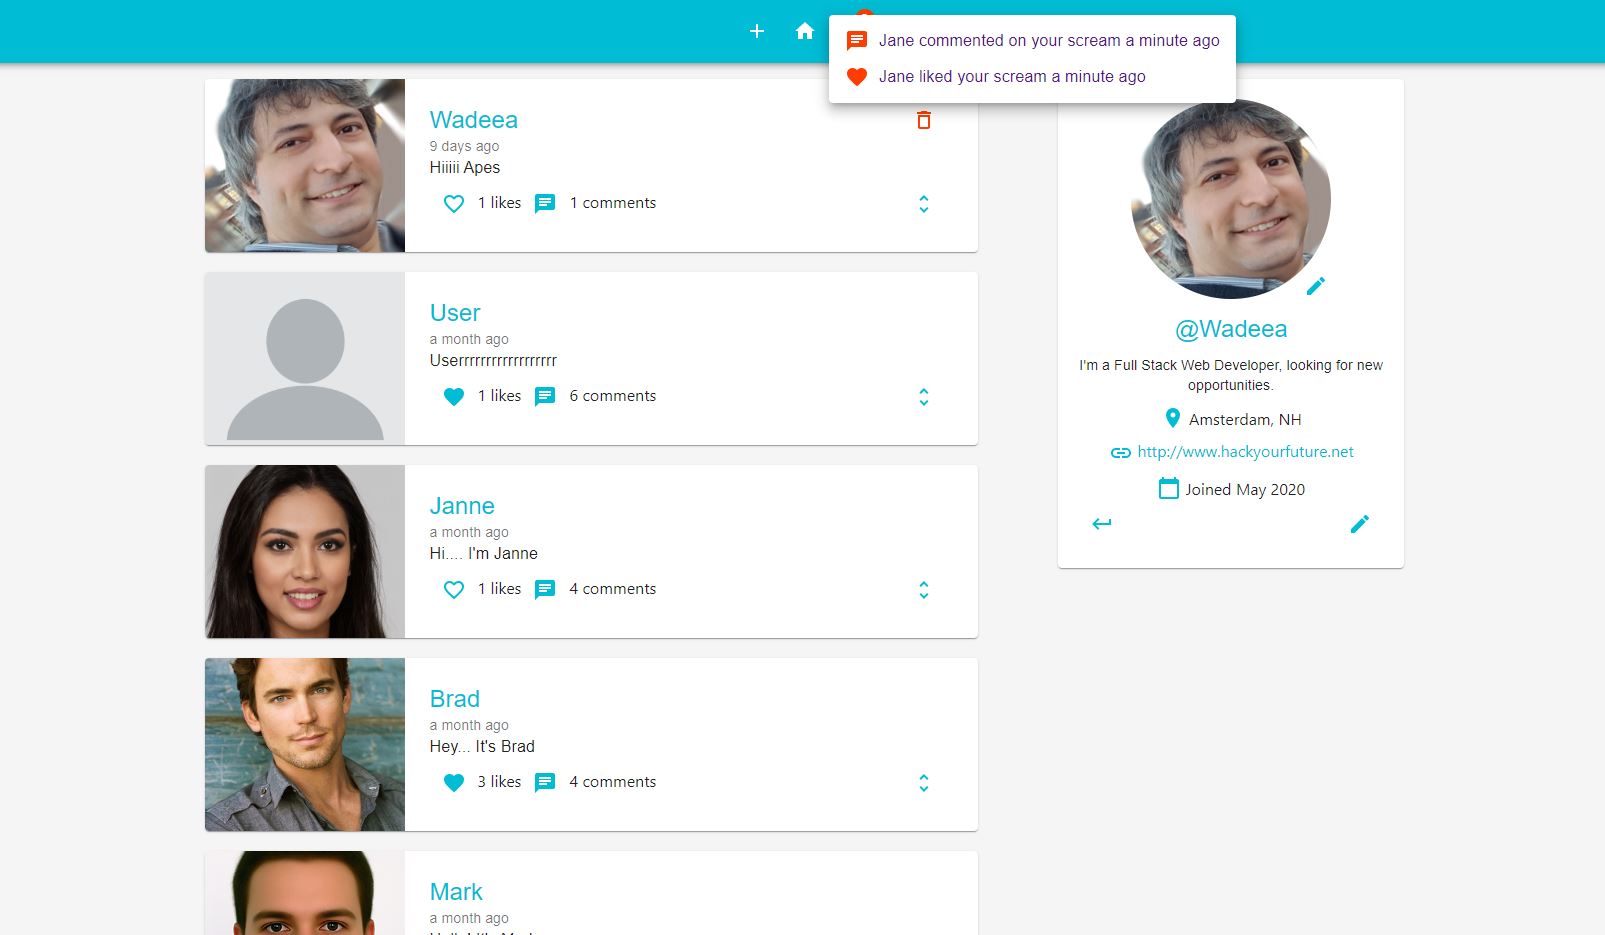 Jane commented on your scream a minute ago
Jane liked your scream a minute ago
Wadeea
9 days ago
Hiiiii Apes
1 likes 1 comments
User
a month ago
Userrrrrrrrrrrrrrrrrr
1 likes 6 comments
Janne
a month ago
Hi.... I'm Janne
1 likes 4 comments
Brad
a month ago
Hey... It's Brad
3 likes 4 comments
Mark
a month ago
@Wadeea
I'm a Full Stack Web Developer, looking for new
opportunities.
Amsterdam, NH
http://www.hackyourfuture.net
Joined May 2020